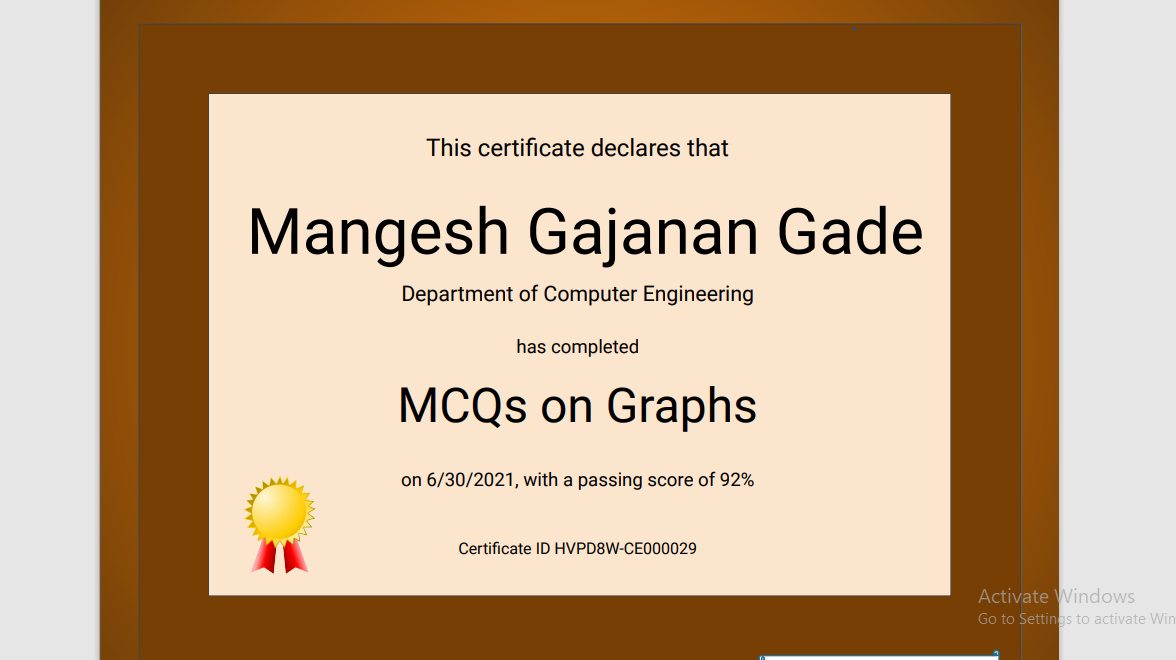 This certificate declares that
Mangesh Gajanan Gade
Department of Computer Engineering
has completed
MCQs on Graphs
on 6/30/2021, with a passing score of 92%
Certificate ID HVPD8W-CE000029
Activate Windows
Go to Settings to activate Win